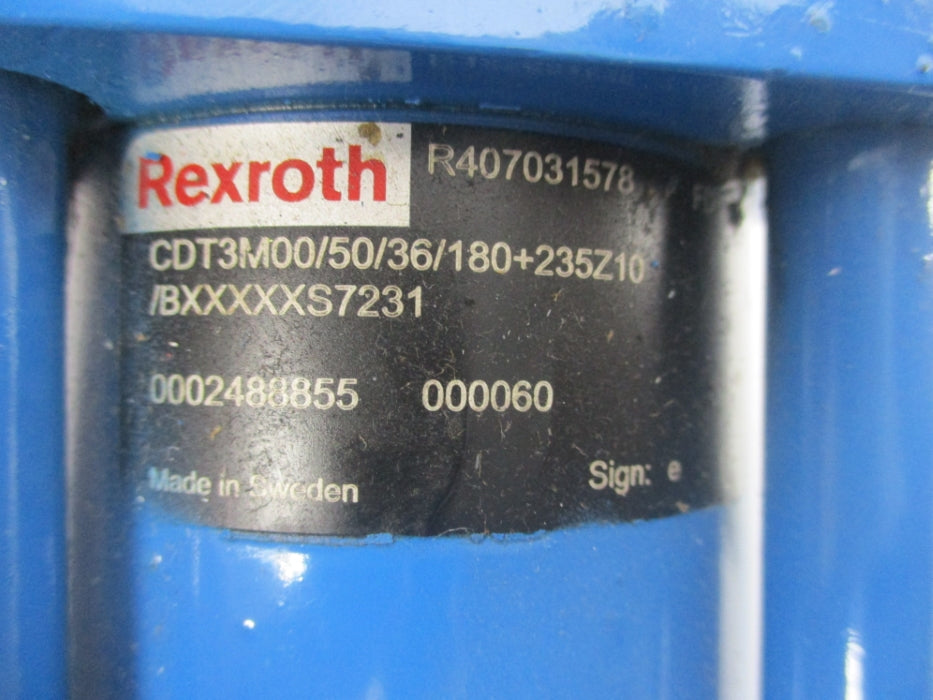 Rexroth R407031578
CDT3M00/50/36/180+235Z10
/BXXXXXS7231
0002488855 000060
Made in Sweden Sign: e